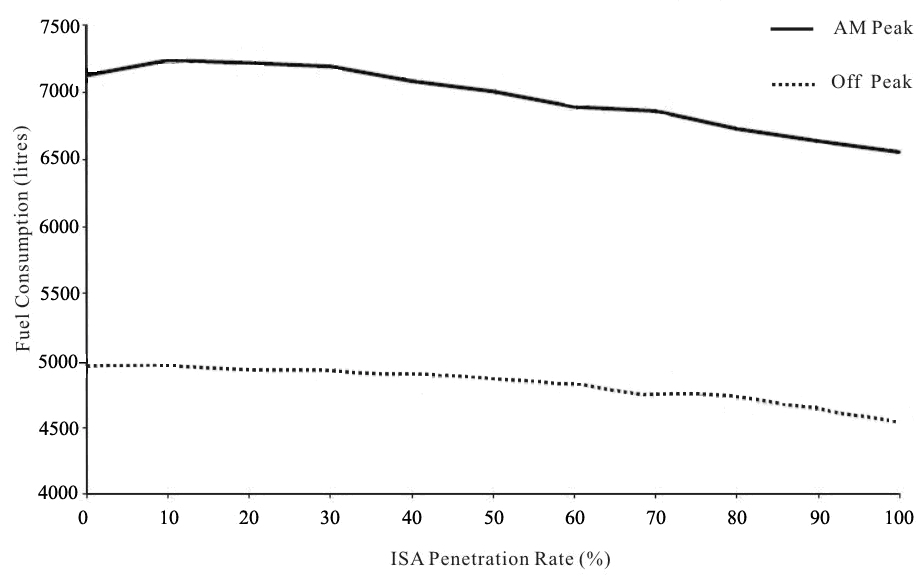 7500
7000
6500
6000
5500
5000
4500
4000
Fuel Consumption (litres)
AM Peak
Off Peak
0 10 20 30 40 50 60 70 80 90 100
ISA Penetration Rate (%)